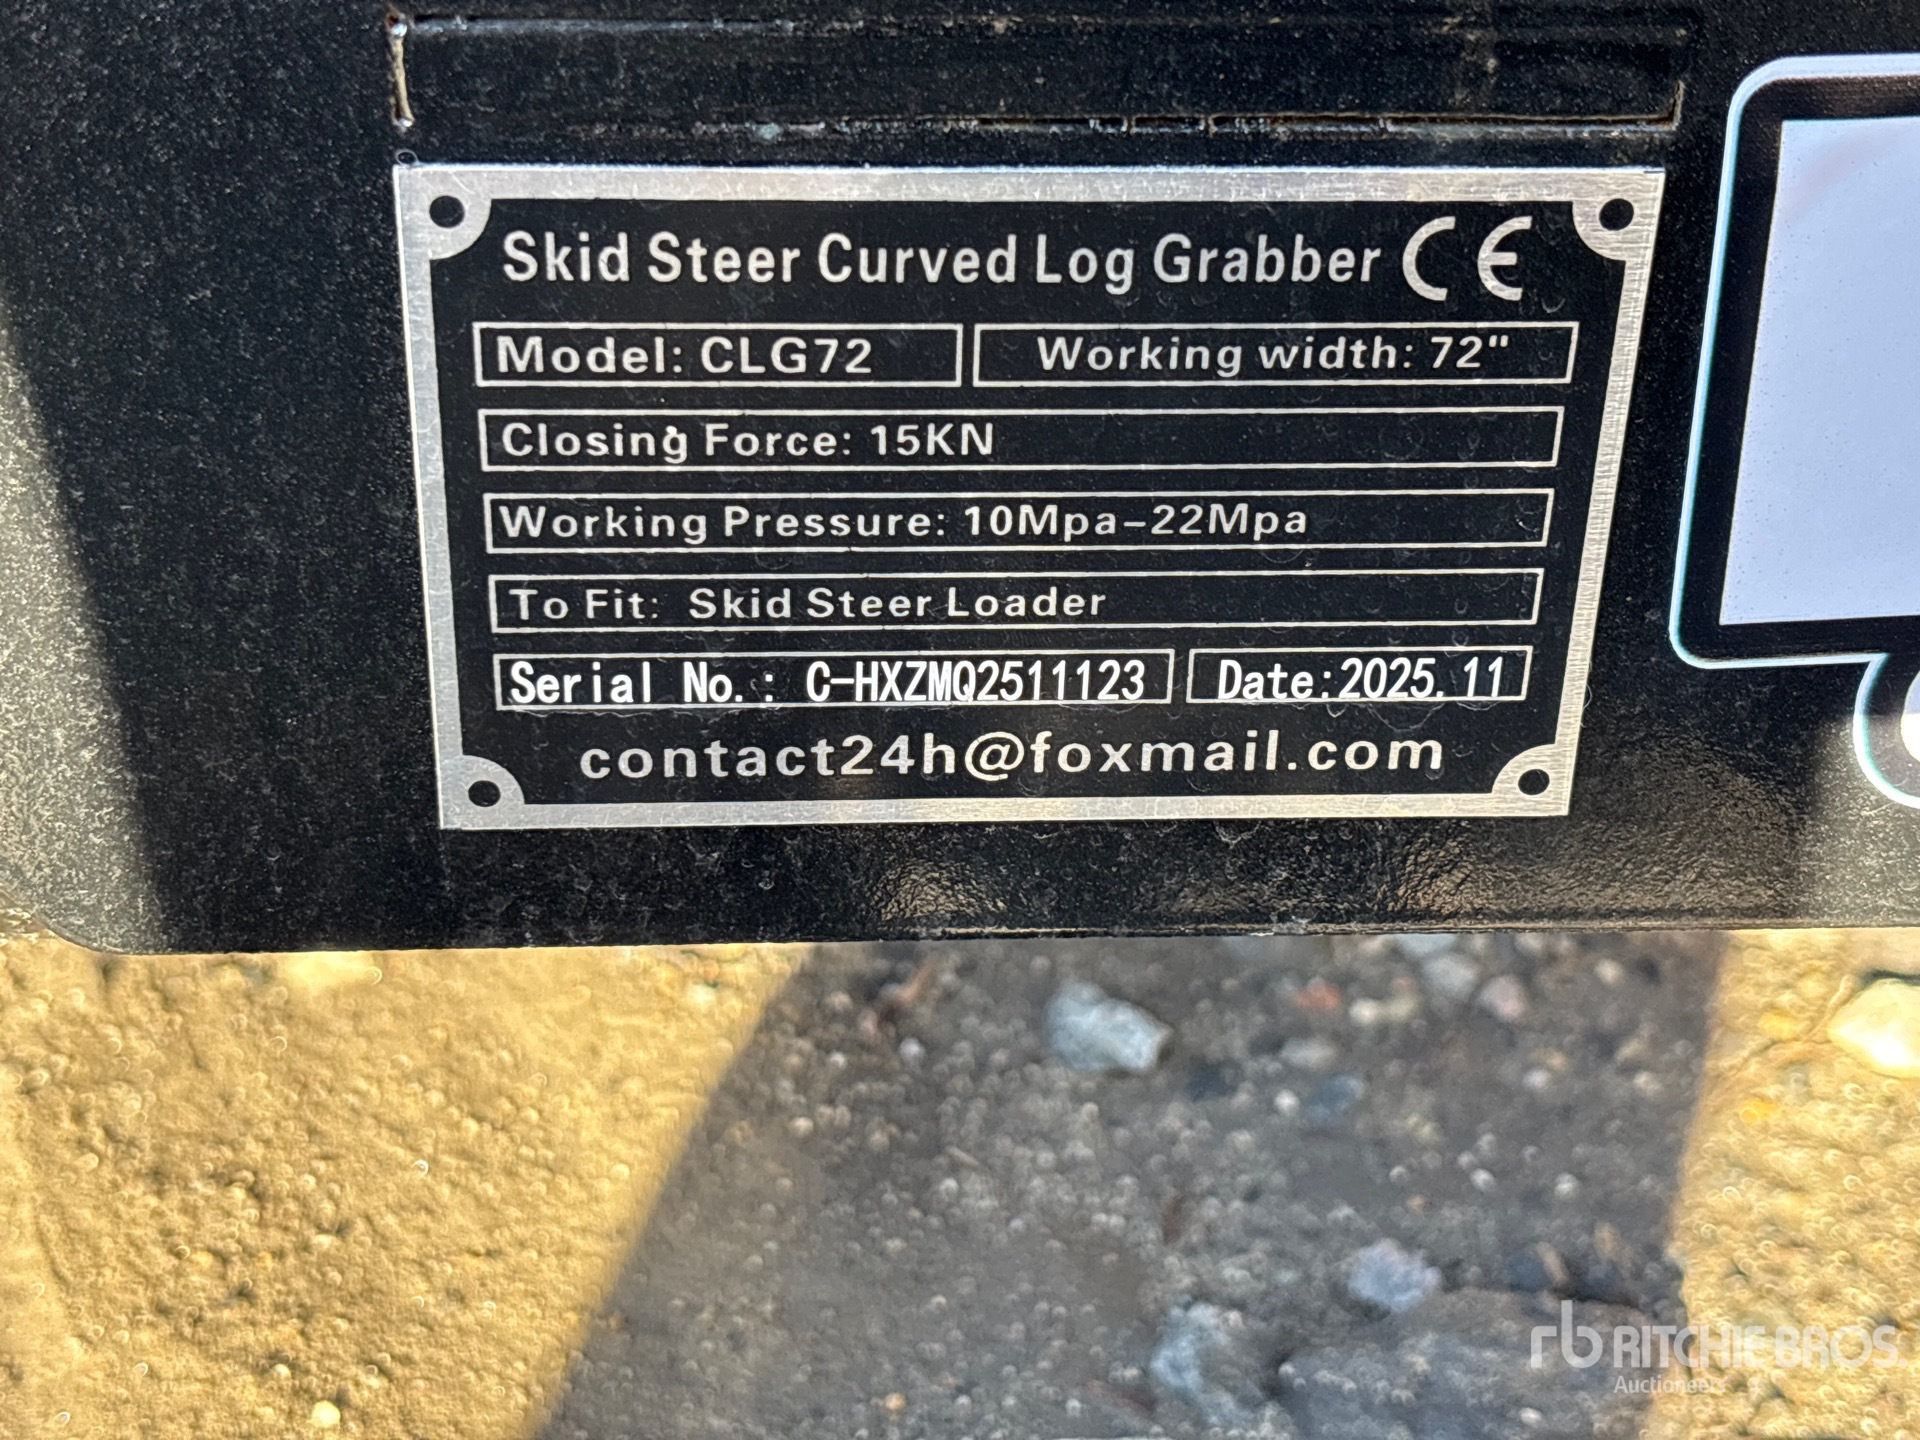 Skid Steer Curved Log Grabber CE
Model: CLG72
Working width: 72"
Closing Force: 15KN
Working Pressure: 10Mpa-22Mpa
To Fit: Skid Steer Loader
Serial No.: C-HXZMQ2511123
Date:2025.11
contact24h@foxmail.com
rb RITCHIE BROS.
Auctioneers